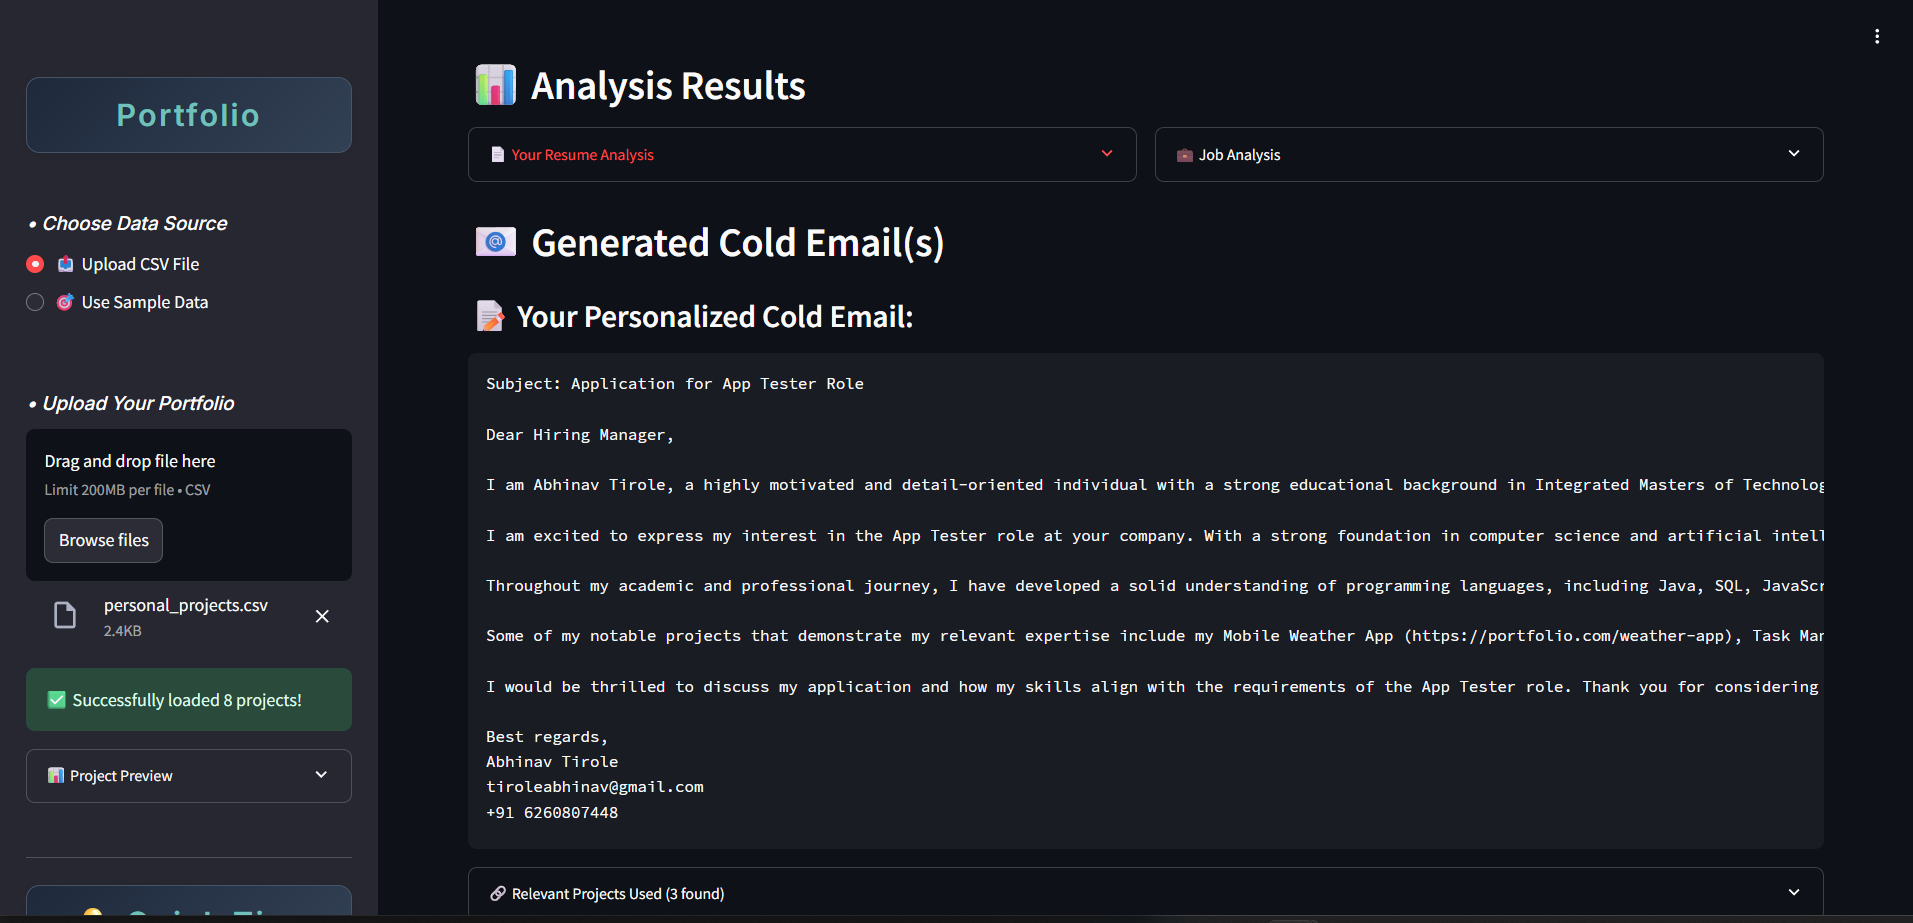 Portfolio
• Choose Data Source
Upload CSV File
Use Sample Data
• Upload Your Portfolio
Drag and drop file here
Limit 200MB per file • CSV
Browse files
personal_projects.csv
2.4KB
Successfully loaded 8 projects!
Project Preview
Analysis Results
Your Resume Analysis
Job Analysis
Generated Cold Email(s)
Your Personalized Cold Email:
Subject: Application for App Tester Role
Dear Hiring Manager,
I am Abhinav Tirole, a highly motivated and detail-oriented individual with a strong educational background in Integrated Masters of Technolog
I am excited to express my interest in the App Tester role at your company. With a strong foundation in computer science and artificial intell
Throughout my academic and professional journey, I have developed a solid understanding of programming languages, including Java, SQL, JavaScr
Some of my notable projects that demonstrate my relevant expertise include my Mobile Weather App (https://portfolio.com/weather-app), Task Man
I would be thrilled to discuss my application and how my skills align with the requirements of the App Tester role. Thank you for considering
Best regards,
Abhinav Tirole
tiroleabhinav@gmail.com
+91 6260807448
Relevant Projects Used (3 found)